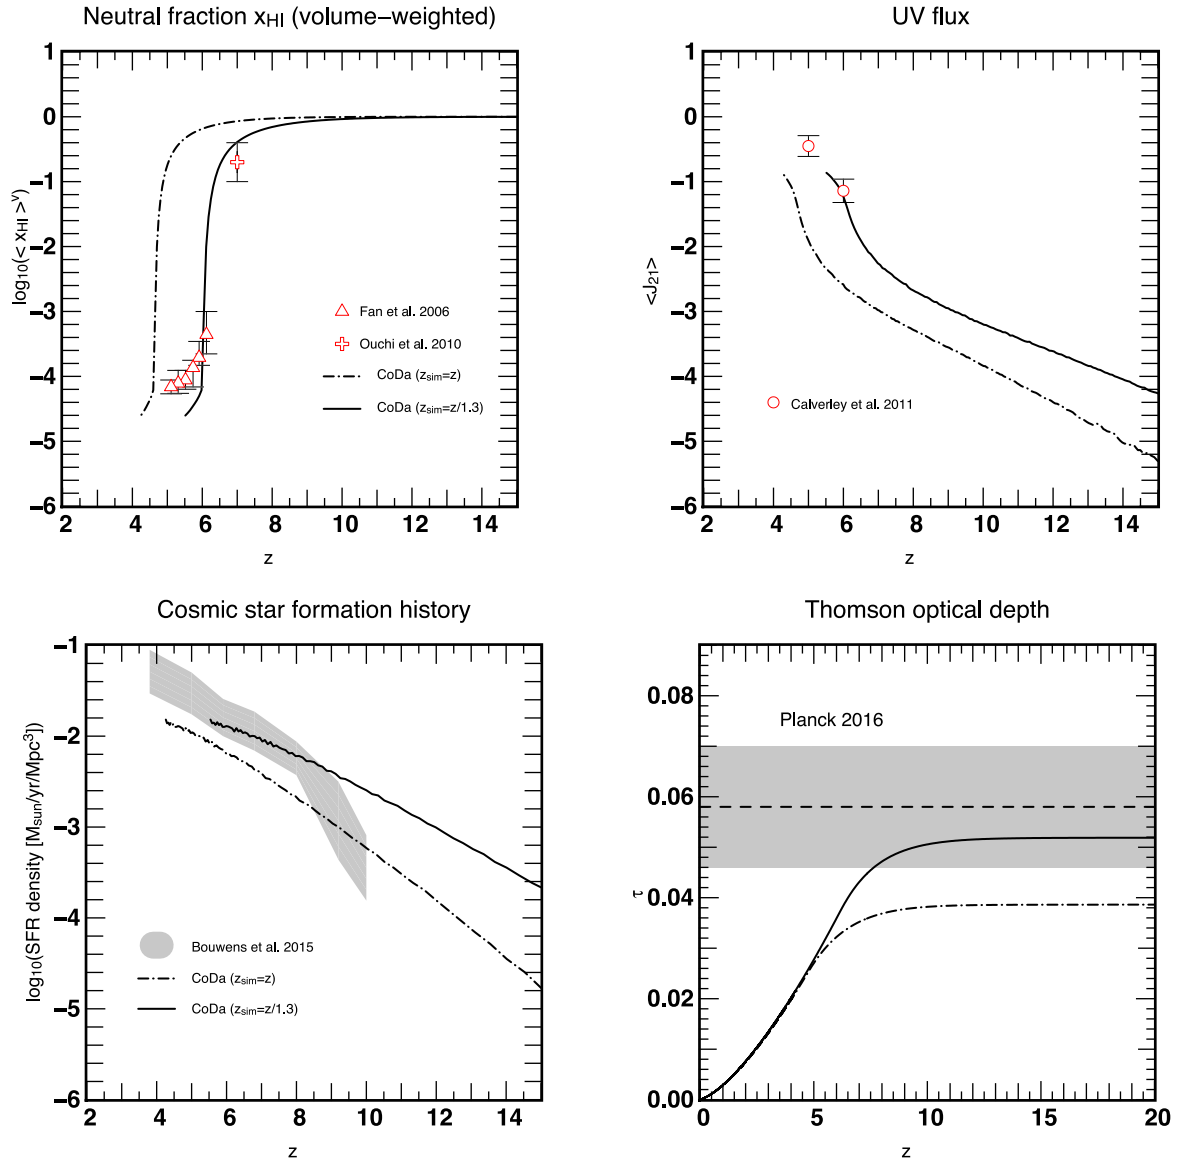 Neutral fraction xHI (volume−weighted)
log10(< xHI >v)
1
0
−1
−2
−3
−4
−5
−6
2
4
6
8
10
12
14
z
Fan et al. 2006
Ouchi et al. 2010
CoDa (zsim=z)
CoDa (zsim=z/1.3)
UV flux
<J21>
1
0
−1
−2
−3
−4
−5
−6
2
4
6
8
10
12
14
z
Calverley et al. 2011
Cosmic star formation history
log10(SFR density [Msun/yr/Mpc3])
−1
−2
−3
−4
−5
−6
2
4
6
8
10
12
14
z
Bouwens et al. 2015
CoDa (zsim=z)
CoDa (zsim=z/1.3)
Thomson optical depth
τ
0.08
0.06
0.04
0.02
0.00
0
5
10
15
20
z
Planck 2016